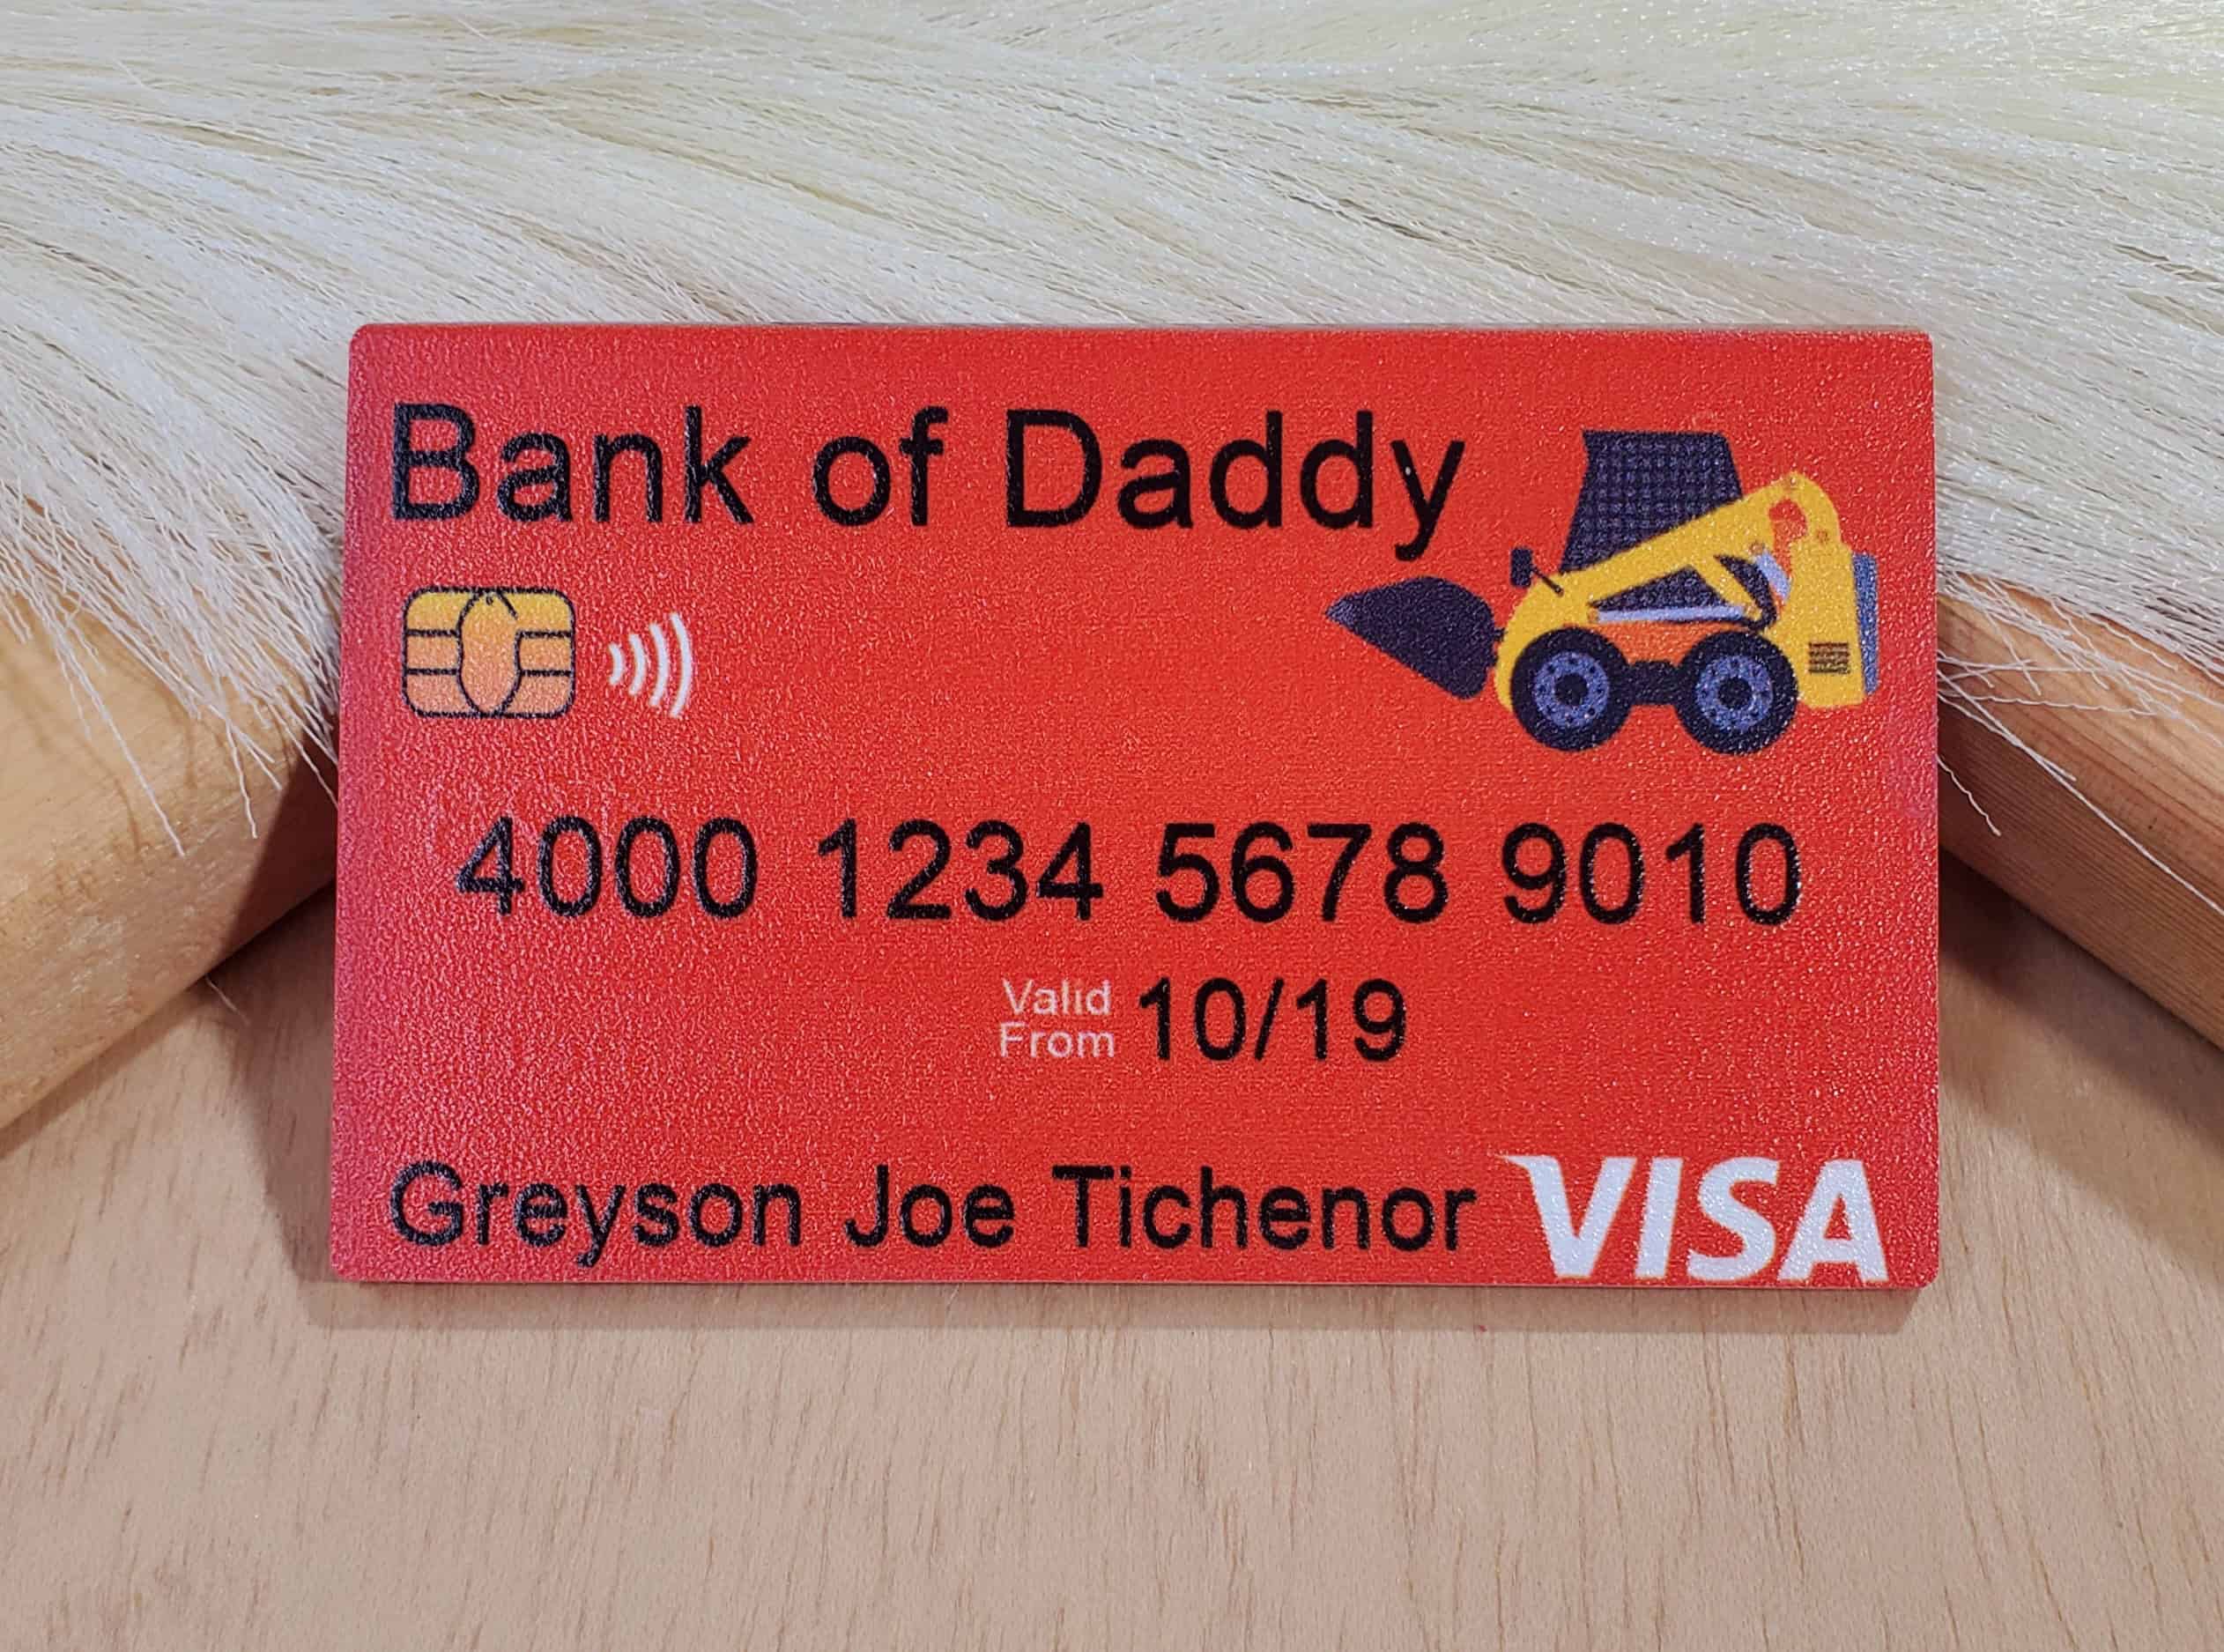 Bank of Daddy
4000 1234 5678 9010
Valid
From 10/19
Greyson Joe Tichenor VISA